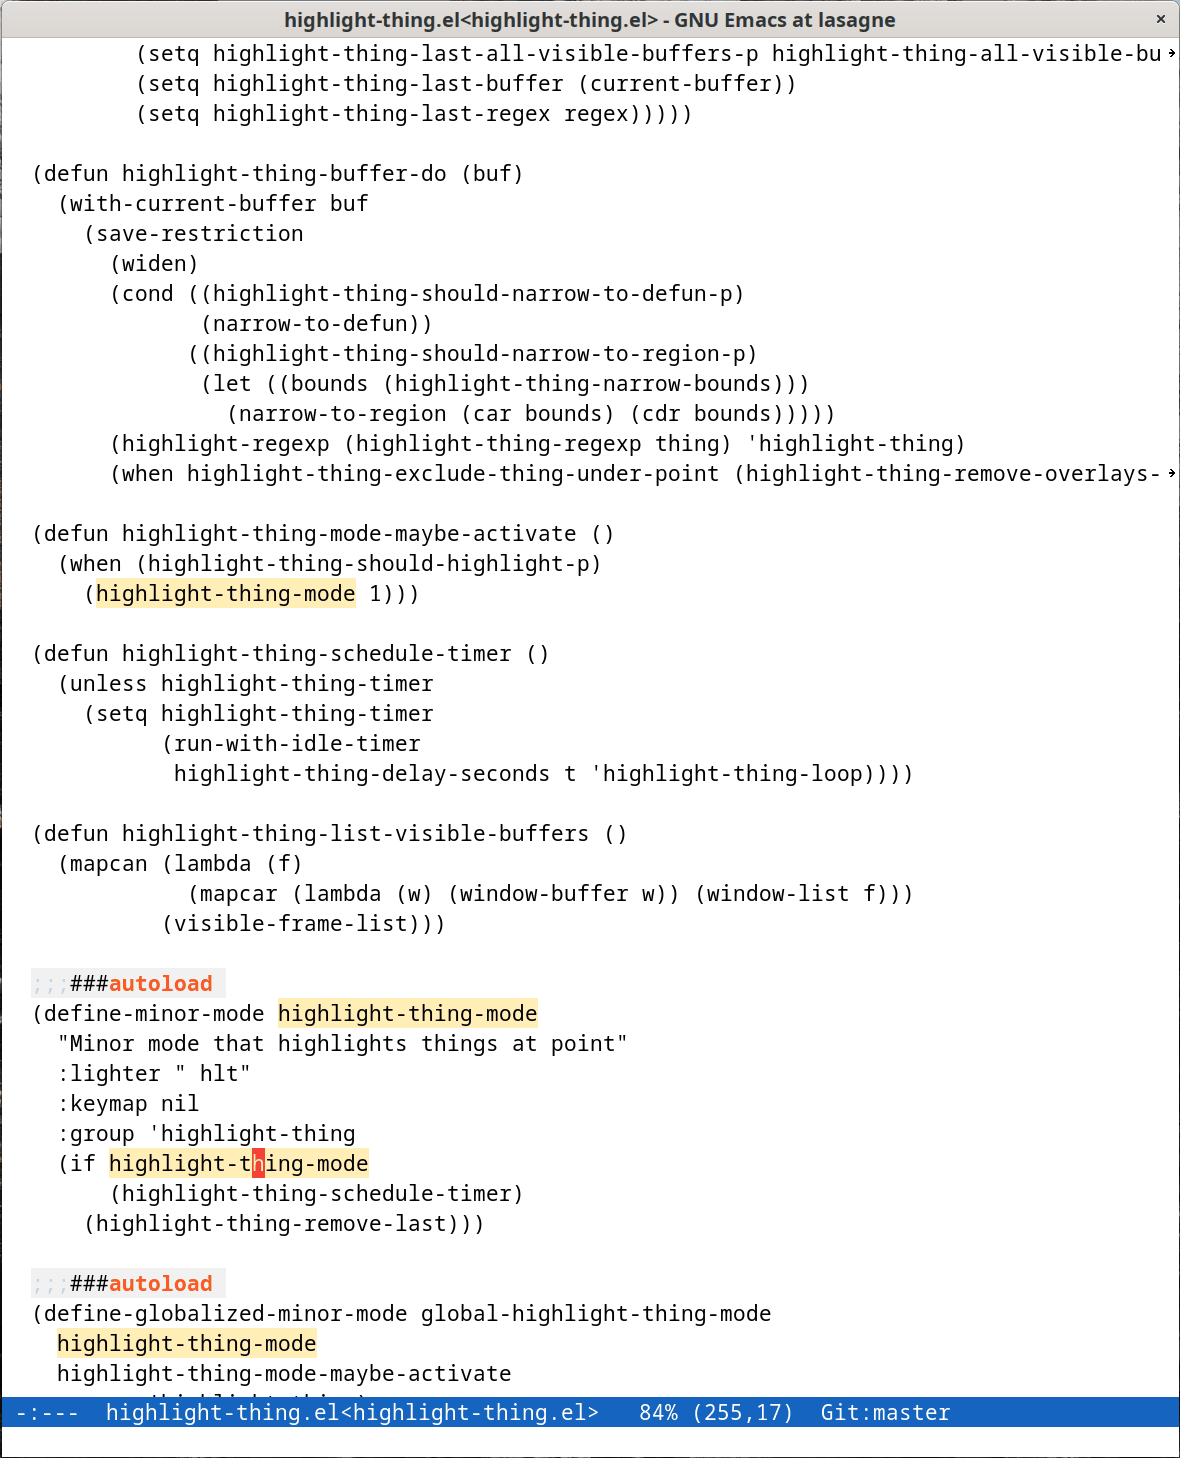 highlight-thing.el<highlight-thing.el> - GNU Emacs at lasagne ×
        (setq highlight-thing-last-all-visible-buffers-p highlight-thing-all-visible-bu→
        (setq highlight-thing-last-buffer (current-buffer))
        (setq highlight-thing-last-regex regex)))))

(defun highlight-thing-buffer-do (buf)
  (with-current-buffer buf
    (save-restriction
      (widen)
      (cond ((highlight-thing-should-narrow-to-defun-p)
             (narrow-to-defun))
            ((highlight-thing-should-narrow-to-region-p)
             (let ((bounds (highlight-thing-narrow-bounds)))
               (narrow-to-region (car bounds) (cdr bounds)))))
      (highlight-regexp (highlight-thing-regexp thing) 'highlight-thing)
      (when highlight-thing-exclude-thing-under-point (highlight-thing-remove-overlays-→

(defun highlight-thing-mode-maybe-activate ()
  (when (highlight-thing-should-highlight-p)
    (highlight-thing-mode 1)))

(defun highlight-thing-schedule-timer ()
  (unless highlight-thing-timer
    (setq highlight-thing-timer
          (run-with-idle-timer
           highlight-thing-delay-seconds t 'highlight-thing-loop))))

(defun highlight-thing-list-visible-buffers ()
  (mapcan (lambda (f)
            (mapcar (lambda (w) (window-buffer w)) (window-list f)))
          (visible-frame-list)))

;;;###autoload
(define-minor-mode highlight-thing-mode
  "Minor mode that highlights things at point"
  :lighter " hlt"
  :keymap nil
  :group 'highlight-thing
  (if highlight-thing-mode
      (highlight-thing-schedule-timer)
    (highlight-thing-remove-last)))

;;;###autoload
(define-globalized-minor-mode global-highlight-thing-mode
  highlight-thing-mode
  highlight-thing-mode-maybe-activate
-:---  highlight-thing.el<highlight-thing.el>   84% (255,17)  Git:master